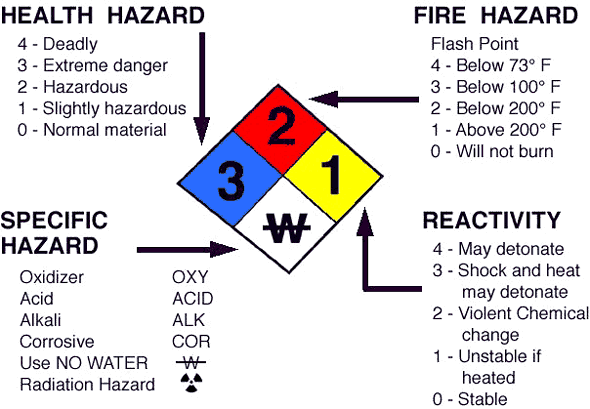 HEALTH HAZARD
4 - Deadly
3 - Extreme danger
2 - Hazardous
1 - Slightly hazardous
0 - Normal material
FIRE HAZARD
Flash Point
4 - Below 73° F
3 - Below 100° F
2 - Below 200° F
1 - Above 200° F
0 - Will not burn
2
3
1
W
SPECIFIC
HAZARD
Oxidizer OXY
Acid ACID
Alkali ALK
Corrosive COR
Use NO WATER W
Radiation Hazard
REACTIVITY
4 - May detonate
3 - Shock and heat
may detonate
2 - Violent Chemical
change
1 - Unstable if
heated
0 - Stable